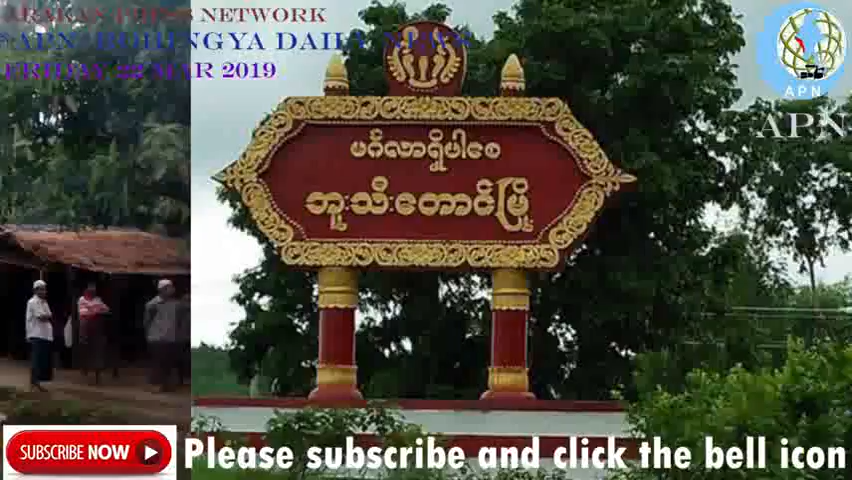 ARAKAN PRESS NETWORK
APN ROHINGYA DAILY NEWS
FRIDAY 22 MAR 2019
APN
APN
မင်္ဂလာရှိပါစေ
ဘူးသီးတောင်မြို့
SUBSCRIBE NOW
Please subscribe and click the bell icon